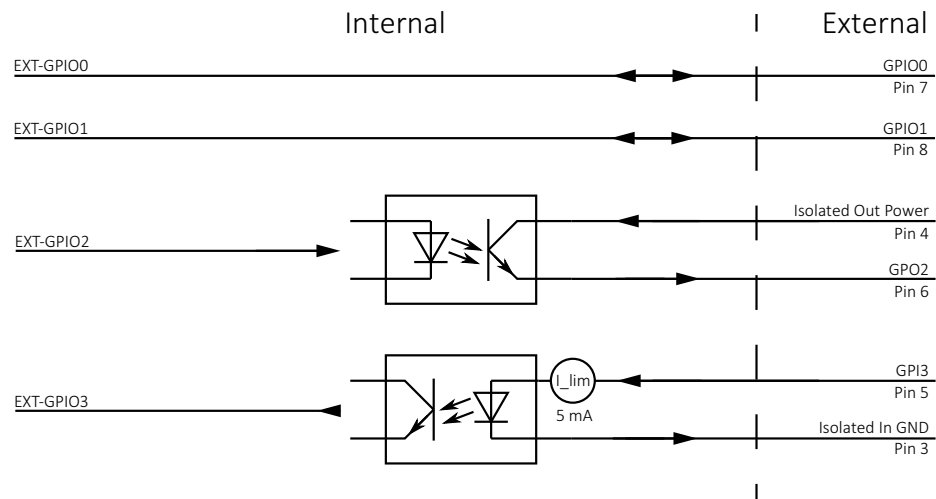 Internal
External
EXT-GPIO0
GPIO0
Pin 7
EXT-GPIO1
GPIO1
Pin 8
Isolated Out Power
Pin 4
EXT-GPIO2
GPO2
Pin 6
I_lim
GPI3
Pin 5
EXT-GPIO3
5 mA
Isolated In GND
Pin 3